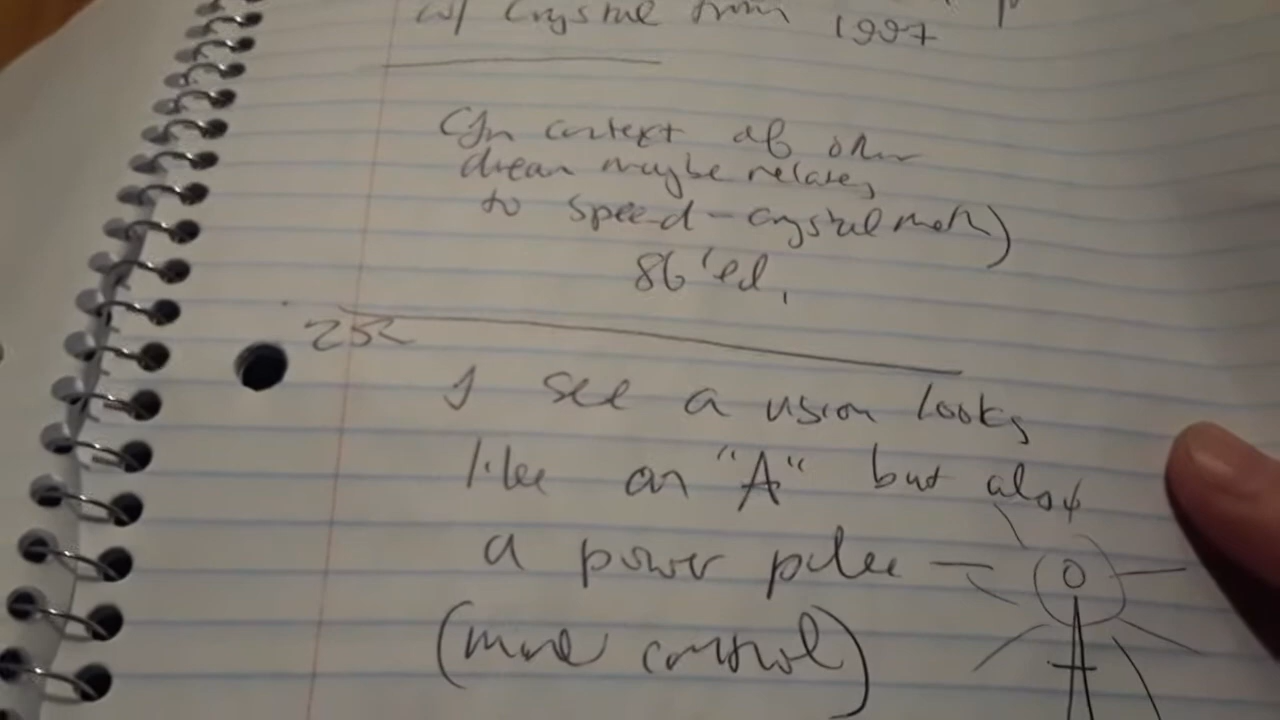 w/ Crystal from 1997
(In context of other
dream maybe relates
to speed - crystal meth)
86'ed.
252
I see a vision looks
like an "A" but also
a power pole
(mind control)